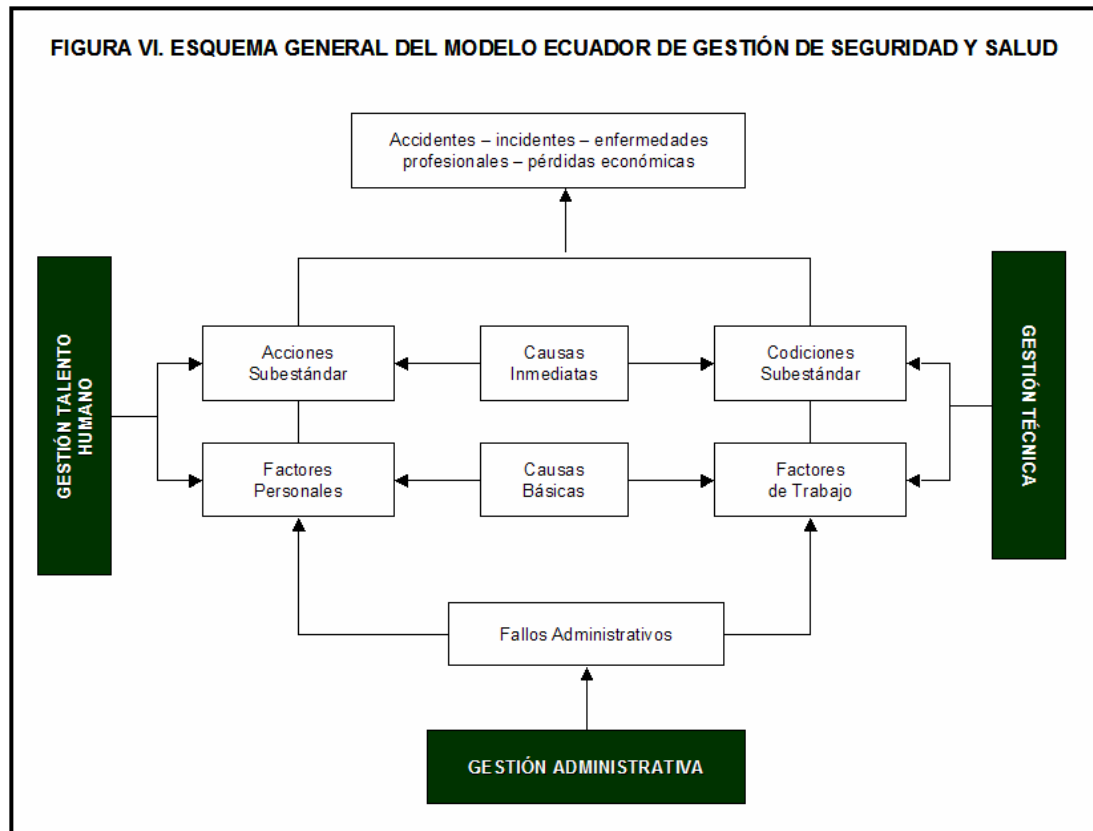 FIGURA VI. ESQUEMA GENERAL DEL MODELO ECUADOR DE GESTIÓN DE SEGURIDAD Y SALUD
Accidentes – incidentes – enfermedades
profesionales – pérdidas económicas
GESTIÓN TALENTO
HUMANO
Acciones
Subestándar
Causas
Inmediatas
Codiciones
Subestándar
GESTIÓN TÉCNICA
Factores
Personales
Causas
Básicas
Factores
de Trabajo
Fallos Administrativos
GESTIÓN ADMINISTRATIVA